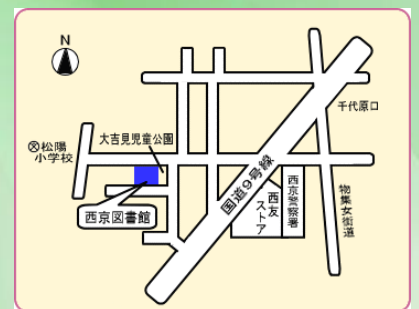 N
千代原口
大吉見児童公園
松陽
小学校
国道9号線
西友
ストア
西京警察署
物集女街道
西京図書館